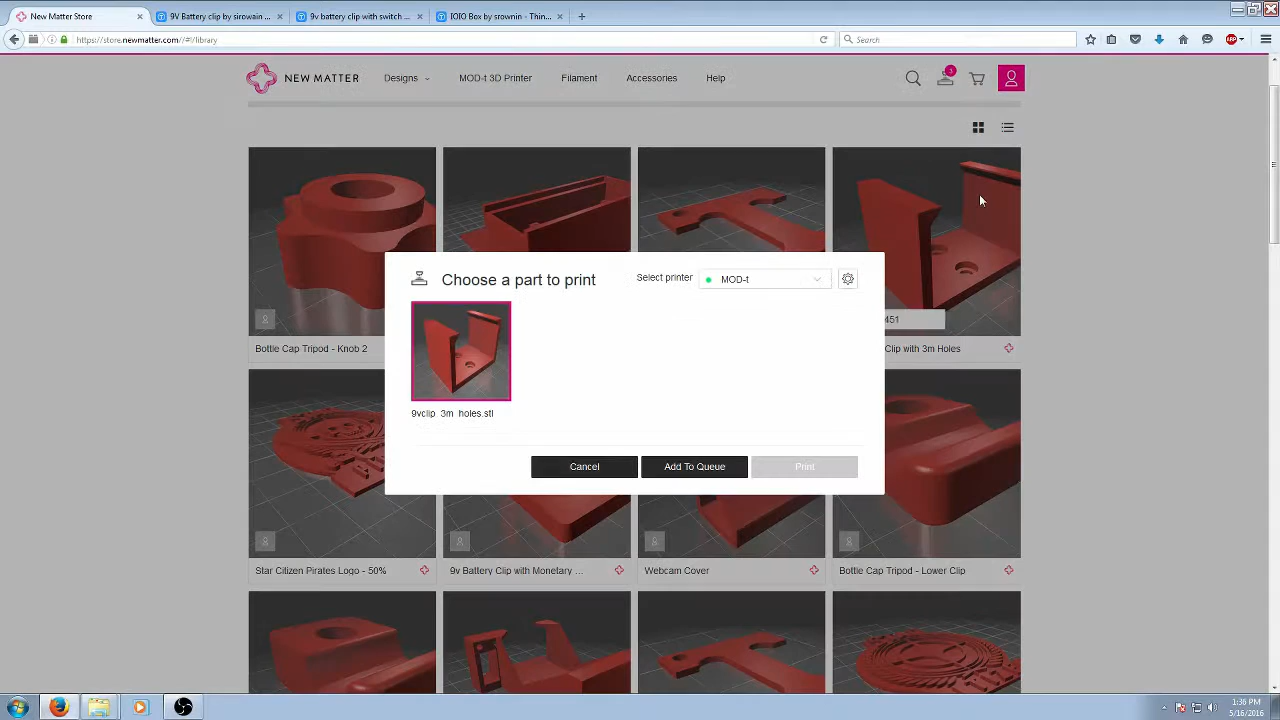 New Matter Store
9V Battery clip by sirowain ...
9v battery clip with switch ...
IOIO Box by srownin - Thin...
https://store.newmatter.com//#!/library
Search
ABP
NEW MATTER
Designs
MOD-t 3D Printer
Filament
Accessories
Help
3
Choose a part to print
Select printer
MOD-t
9vclip_3m_holes.stl
Cancel
Add To Queue
Print
451
Bottle Cap Tripod - Knob 2
Clip with 3m Holes
Star Citizen Pirates Logo - 50%
9v Battery Clip with Monetary ...
Webcam Cover
Bottle Cap Tripod - Lower Clip
1:36 PM
5/16/2016